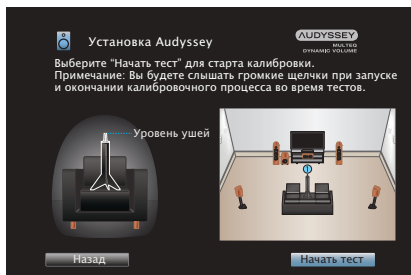 Установка Audyssey
AUDYSSEY
MULTEQ
DYNAMIC VOLUME
Выберите “Начать тест” для старта калибровки.
Примечание: Вы будете слышать громкие щелчки при запуске
и окончании калибровочного процесса во время тестов.
Уровень ушей
1
Назад
Начать тест